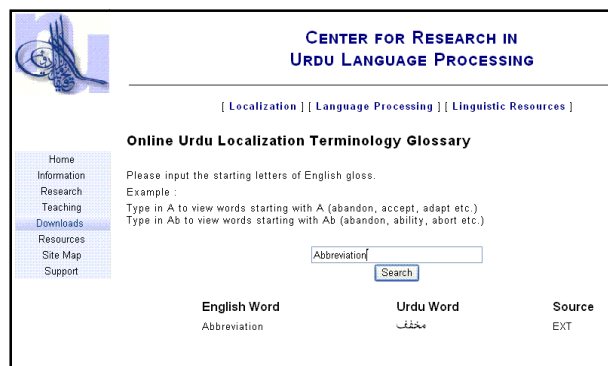 CENTER FOR RESEARCH IN
URDU LANGUAGE PROCESSING
[ Localization ] [ Language Processing ] [ Linguistic Resources ]
Online Urdu Localization Terminology Glossary
Home
Information
Research
Teaching
Downloads
Resources
Site Map
Support
Please input the starting letters of English gloss.
Example :
Type in A to view words starting with A (abandon, accept, adapt etc.)
Type in Ab to view words starting with Ab (abandon, ability, abort etc.)
Abbreviation
Search
English Word Urdu Word Source
Abbreviation مخفف EXT